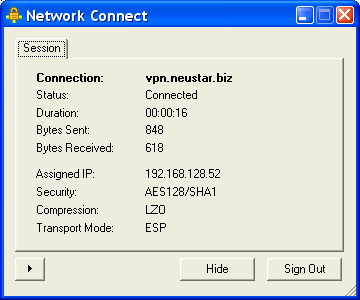 Network Connect
Session
Connection: vpn.neustar.biz
Status: Connected
Duration: 00:00:16
Bytes Sent: 848
Bytes Received: 618
Assigned IP: 192.168.128.52
Security: AES128/SHA1
Compression: LZO
Transport Mode: ESP
Hide Sign Out